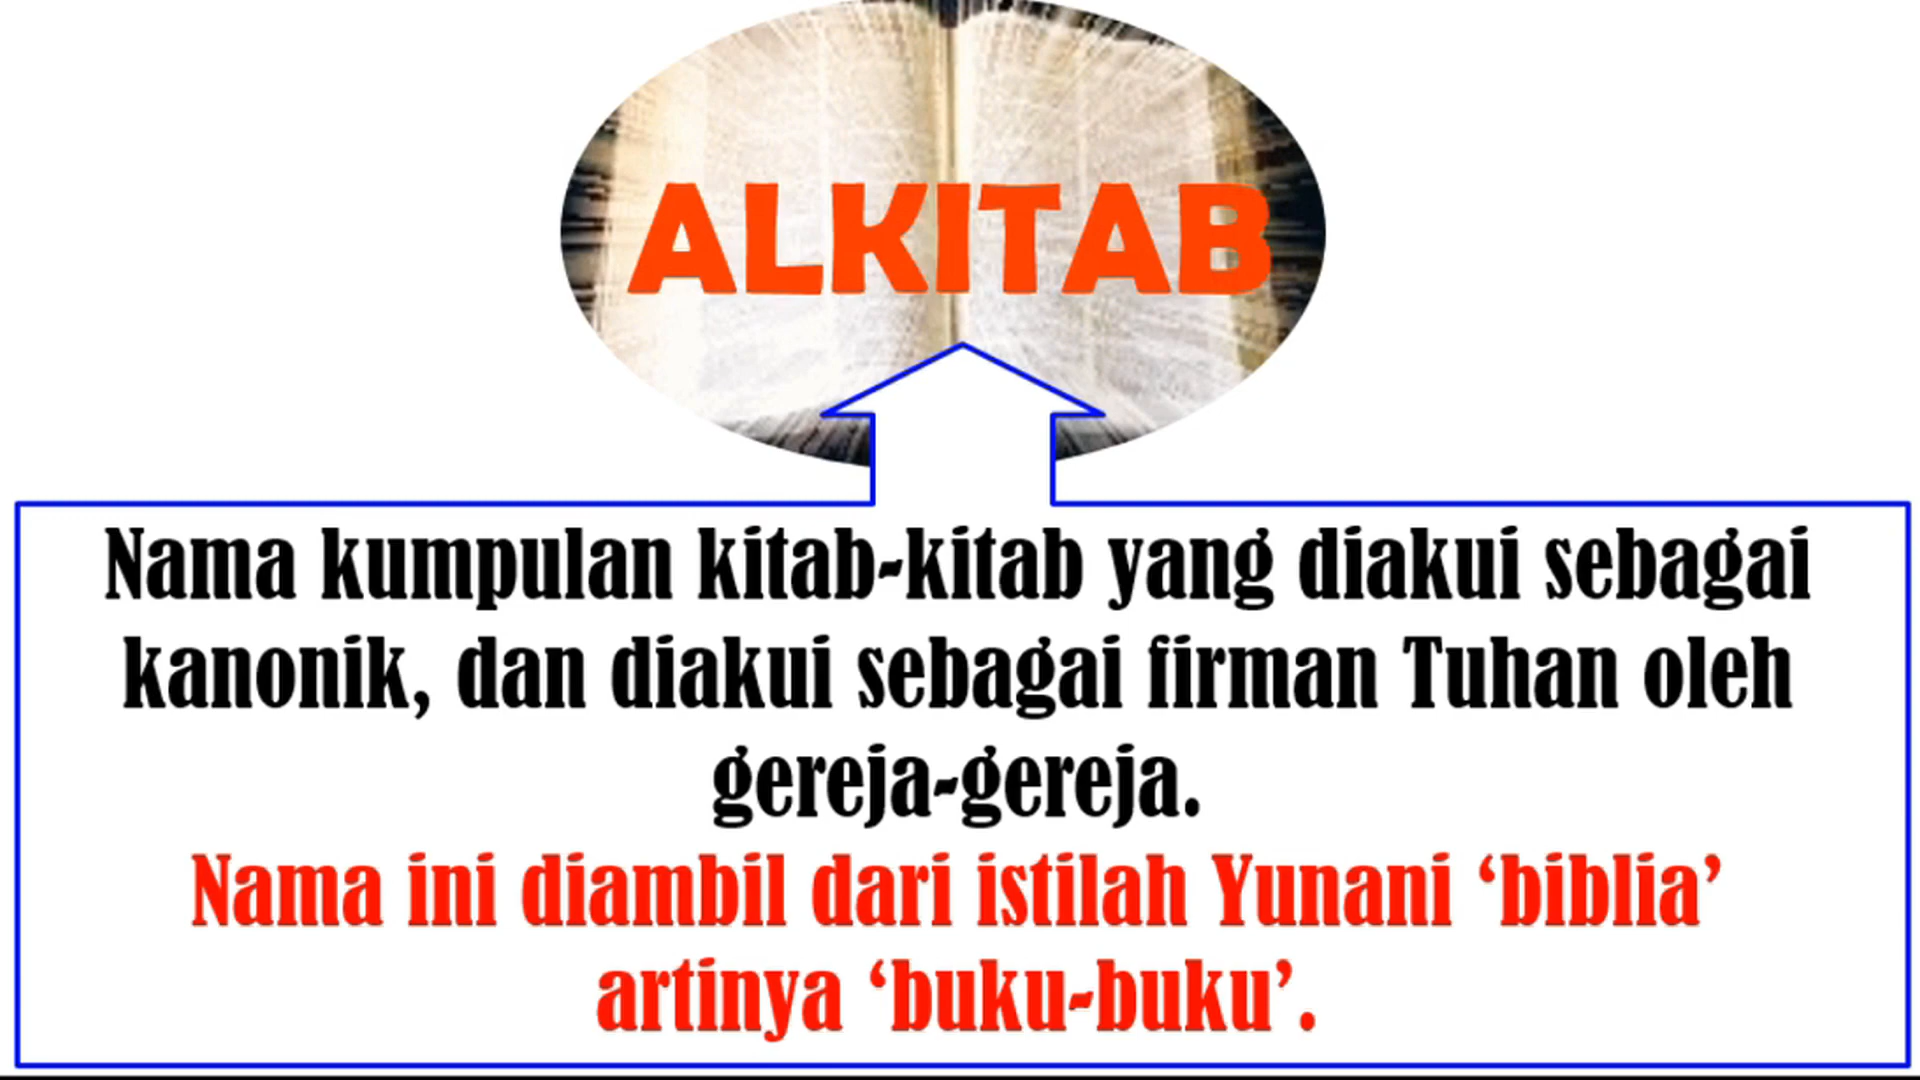 ALKITAB
Nama kumpulan kitab-kitab yang diakui sebagai
kanonik, dan diakui sebagai firman Tuhan oleh
gereja-gereja.
Nama ini diambil dari istilah Yunani ‘biblia’
artinya ‘buku-buku’.